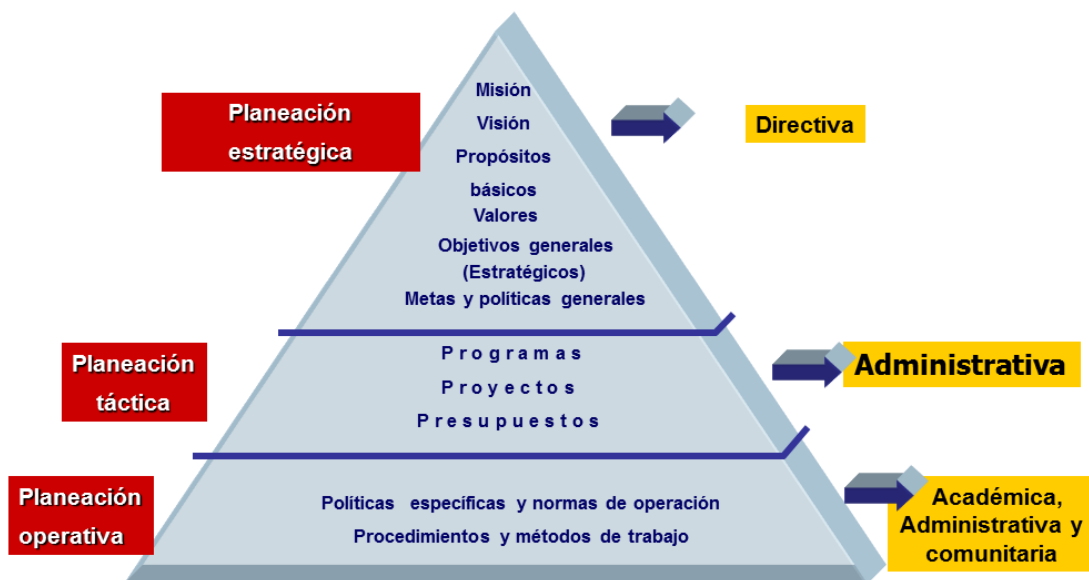 Planeación
estratégica
Misión
Visión
Propósitos
básicos
Valores
Objetivos generales
(Estratégicos)
Metas y políticas generales
Directiva
Planeación
táctica
Programas
Proyectos
Presupuestos
Administrativa
Planeación
operativa
Políticas específicas y normas de operación
Procedimientos y métodos de trabajo
Académica,
Administrativa y
comunitaria